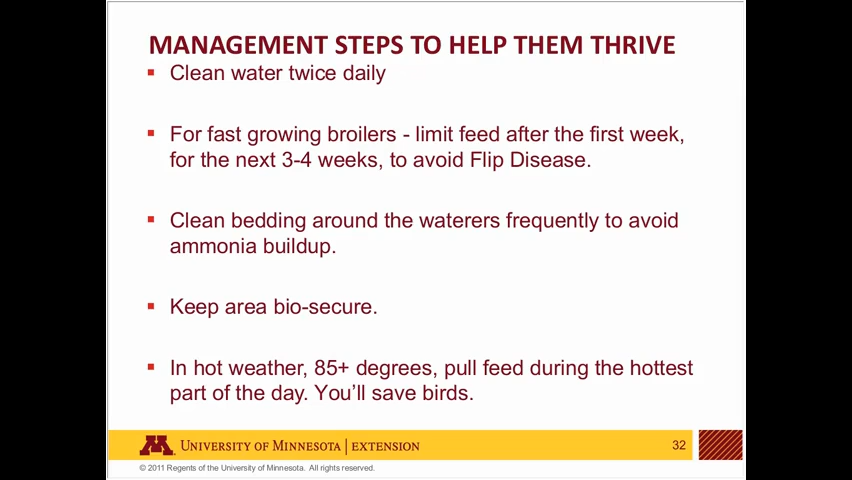 MANAGEMENT STEPS TO HELP THEM THRIVE
▪ Clean water twice daily
▪ For fast growing broilers - limit feed after the first week,
for the next 3-4 weeks, to avoid Flip Disease.
▪ Clean bedding around the waterers frequently to avoid
ammonia buildup.
▪ Keep area bio-secure.
▪ In hot weather, 85+ degrees, pull feed during the hottest
part of the day. You'll save birds.
M UNIVERSITY OF MINNESOTA | EXTENSION
32
© 2011 Regents of the University of Minnesota. All rights reserved.